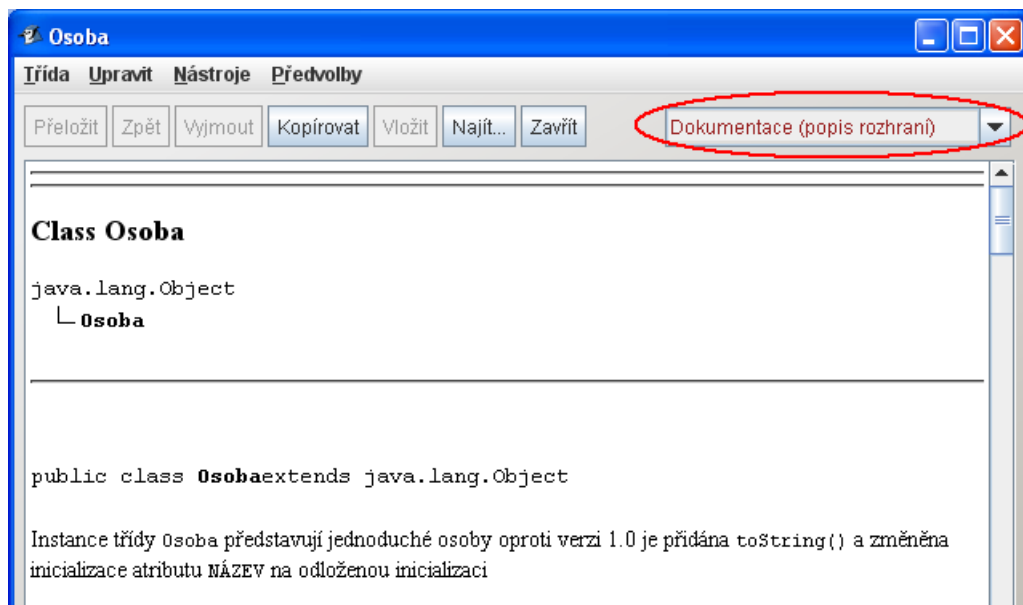 Osoba
Třída Upravit Nástroje Předvolby
Přeložit Zpět Vyjmout Kopírovat Vložit Najít... Zavřít Dokumentace (popis rozhraní)
Class Osoba
java.lang.Object
Osoba
public class Osobaextends java.lang.Object
Instance třídy Osoba představují jednoduché osoby oproti verzi 1.0 je přidána toString() a změněna
inicializace atributu NÁZEV na odloženou inicializaci